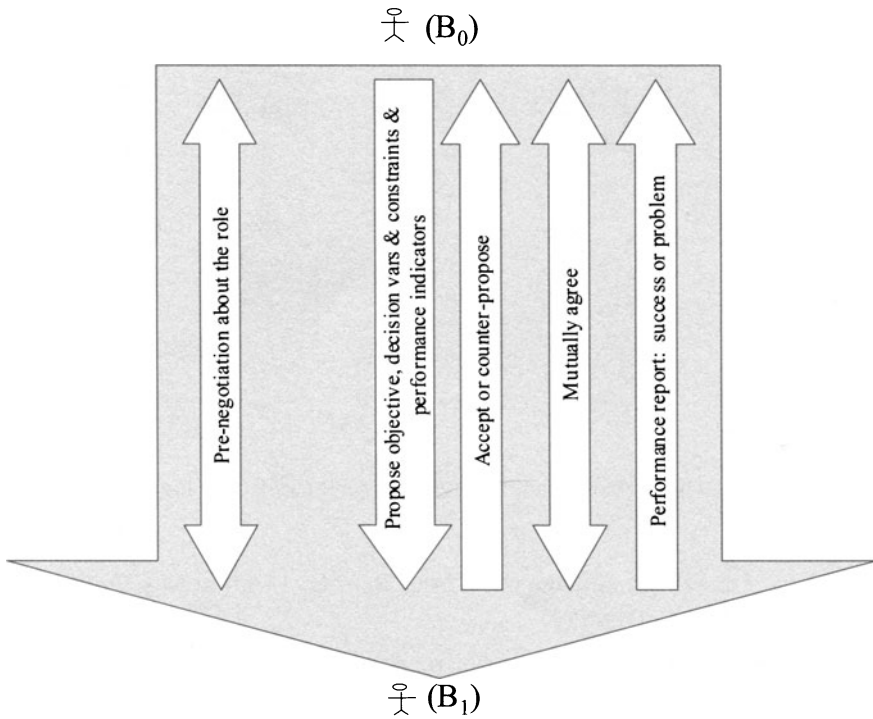 (B₀)
Pre-negotiation about the role
Propose objective, decision vars & constraints &
performance indicators
Accept or counter-propose
Mutually agree
Performance report: success or problem
(B₁)